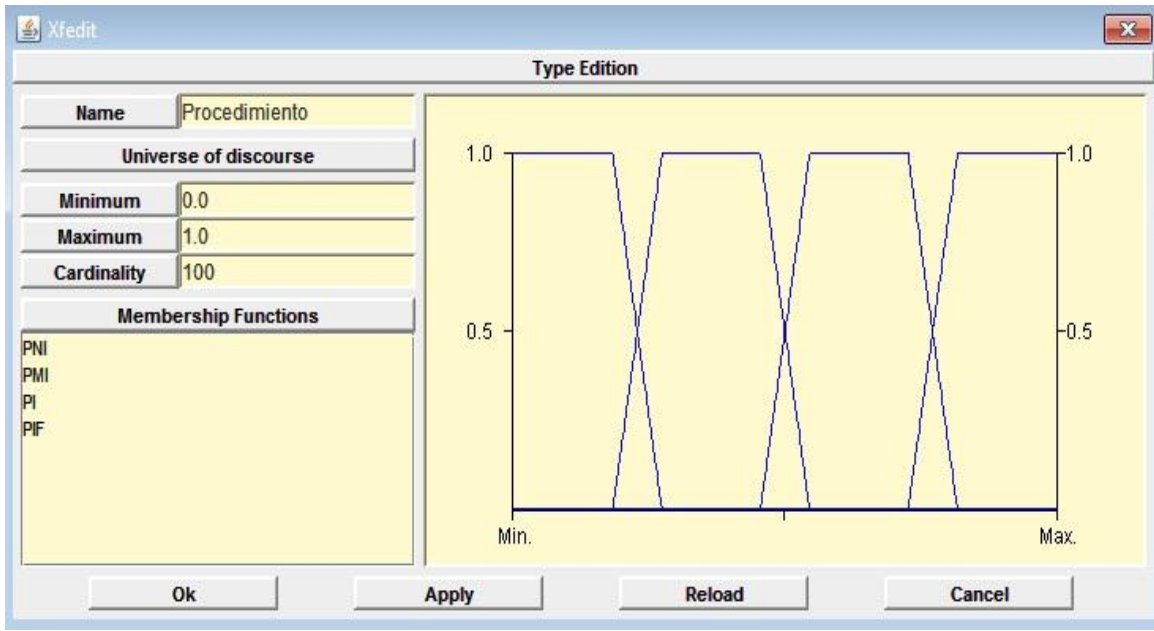 Xfedit
Type Edition
Name Procedimiento
Universe of discourse
Minimum 0.0
Maximum 1.0
Cardinality 100
Membership Functions
PNI
PMI
PI
PIF
1.0 1.0
0.5 0.5
Min. Max.
Ok Apply Reload Cancel